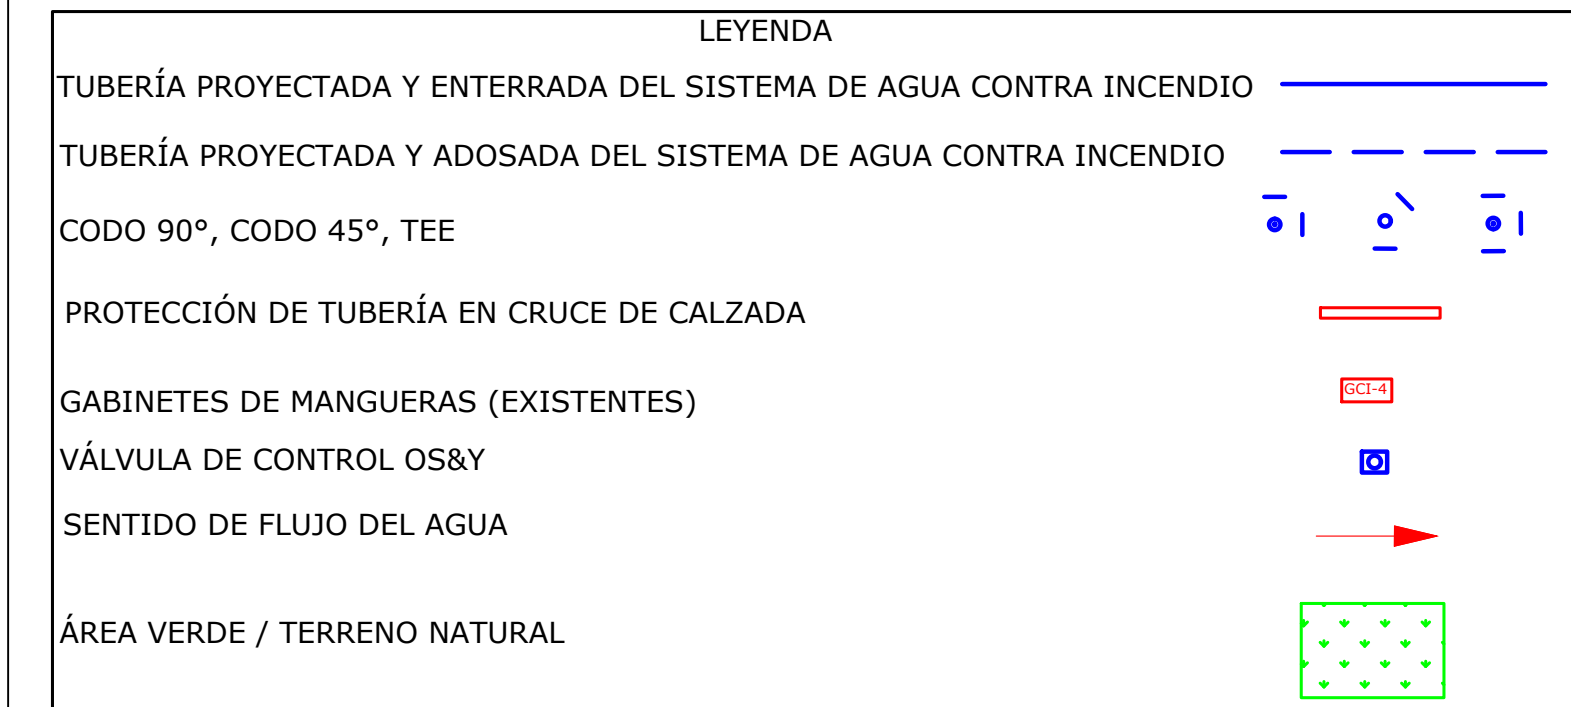 LEYENDA
TUBERÍA PROYECTADA Y ENTERRADA DEL SISTEMA DE AGUA CONTRA INCENDIO
TUBERÍA PROYECTADA Y ADOSADA DEL SISTEMA DE AGUA CONTRA INCENDIO
CODO 90°, CODO 45°, TEE
PROTECCIÓN DE TUBERÍA EN CRUCE DE CALZADA
GABINETES DE MANGUERAS (EXISTENTES) GCI-4
VÁLVULA DE CONTROL OS&Y
SENTIDO DE FLUJO DEL AGUA
ÁREA VERDE / TERRENO NATURAL